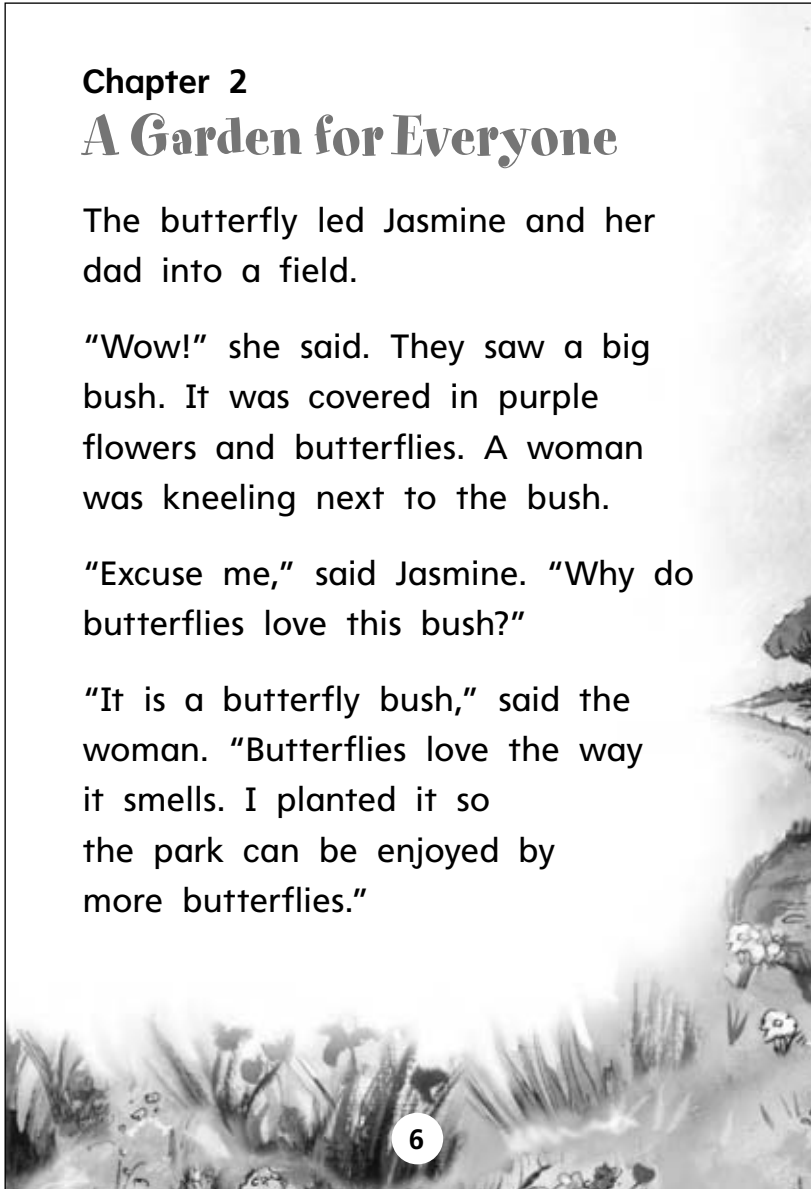 Chapter 2
A Garden for Everyone
The butterfly led Jasmine and her
dad into a field.
“Wow!” she said. They saw a big
bush. It was covered in purple
flowers and butterflies. A woman
was kneeling next to the bush.
“Excuse me,” said Jasmine. “Why do
butterflies love this bush?”
“It is a butterfly bush,” said the
woman. “Butterflies love the way
it smells. I planted it so
the park can be enjoyed by
more butterflies.”
6